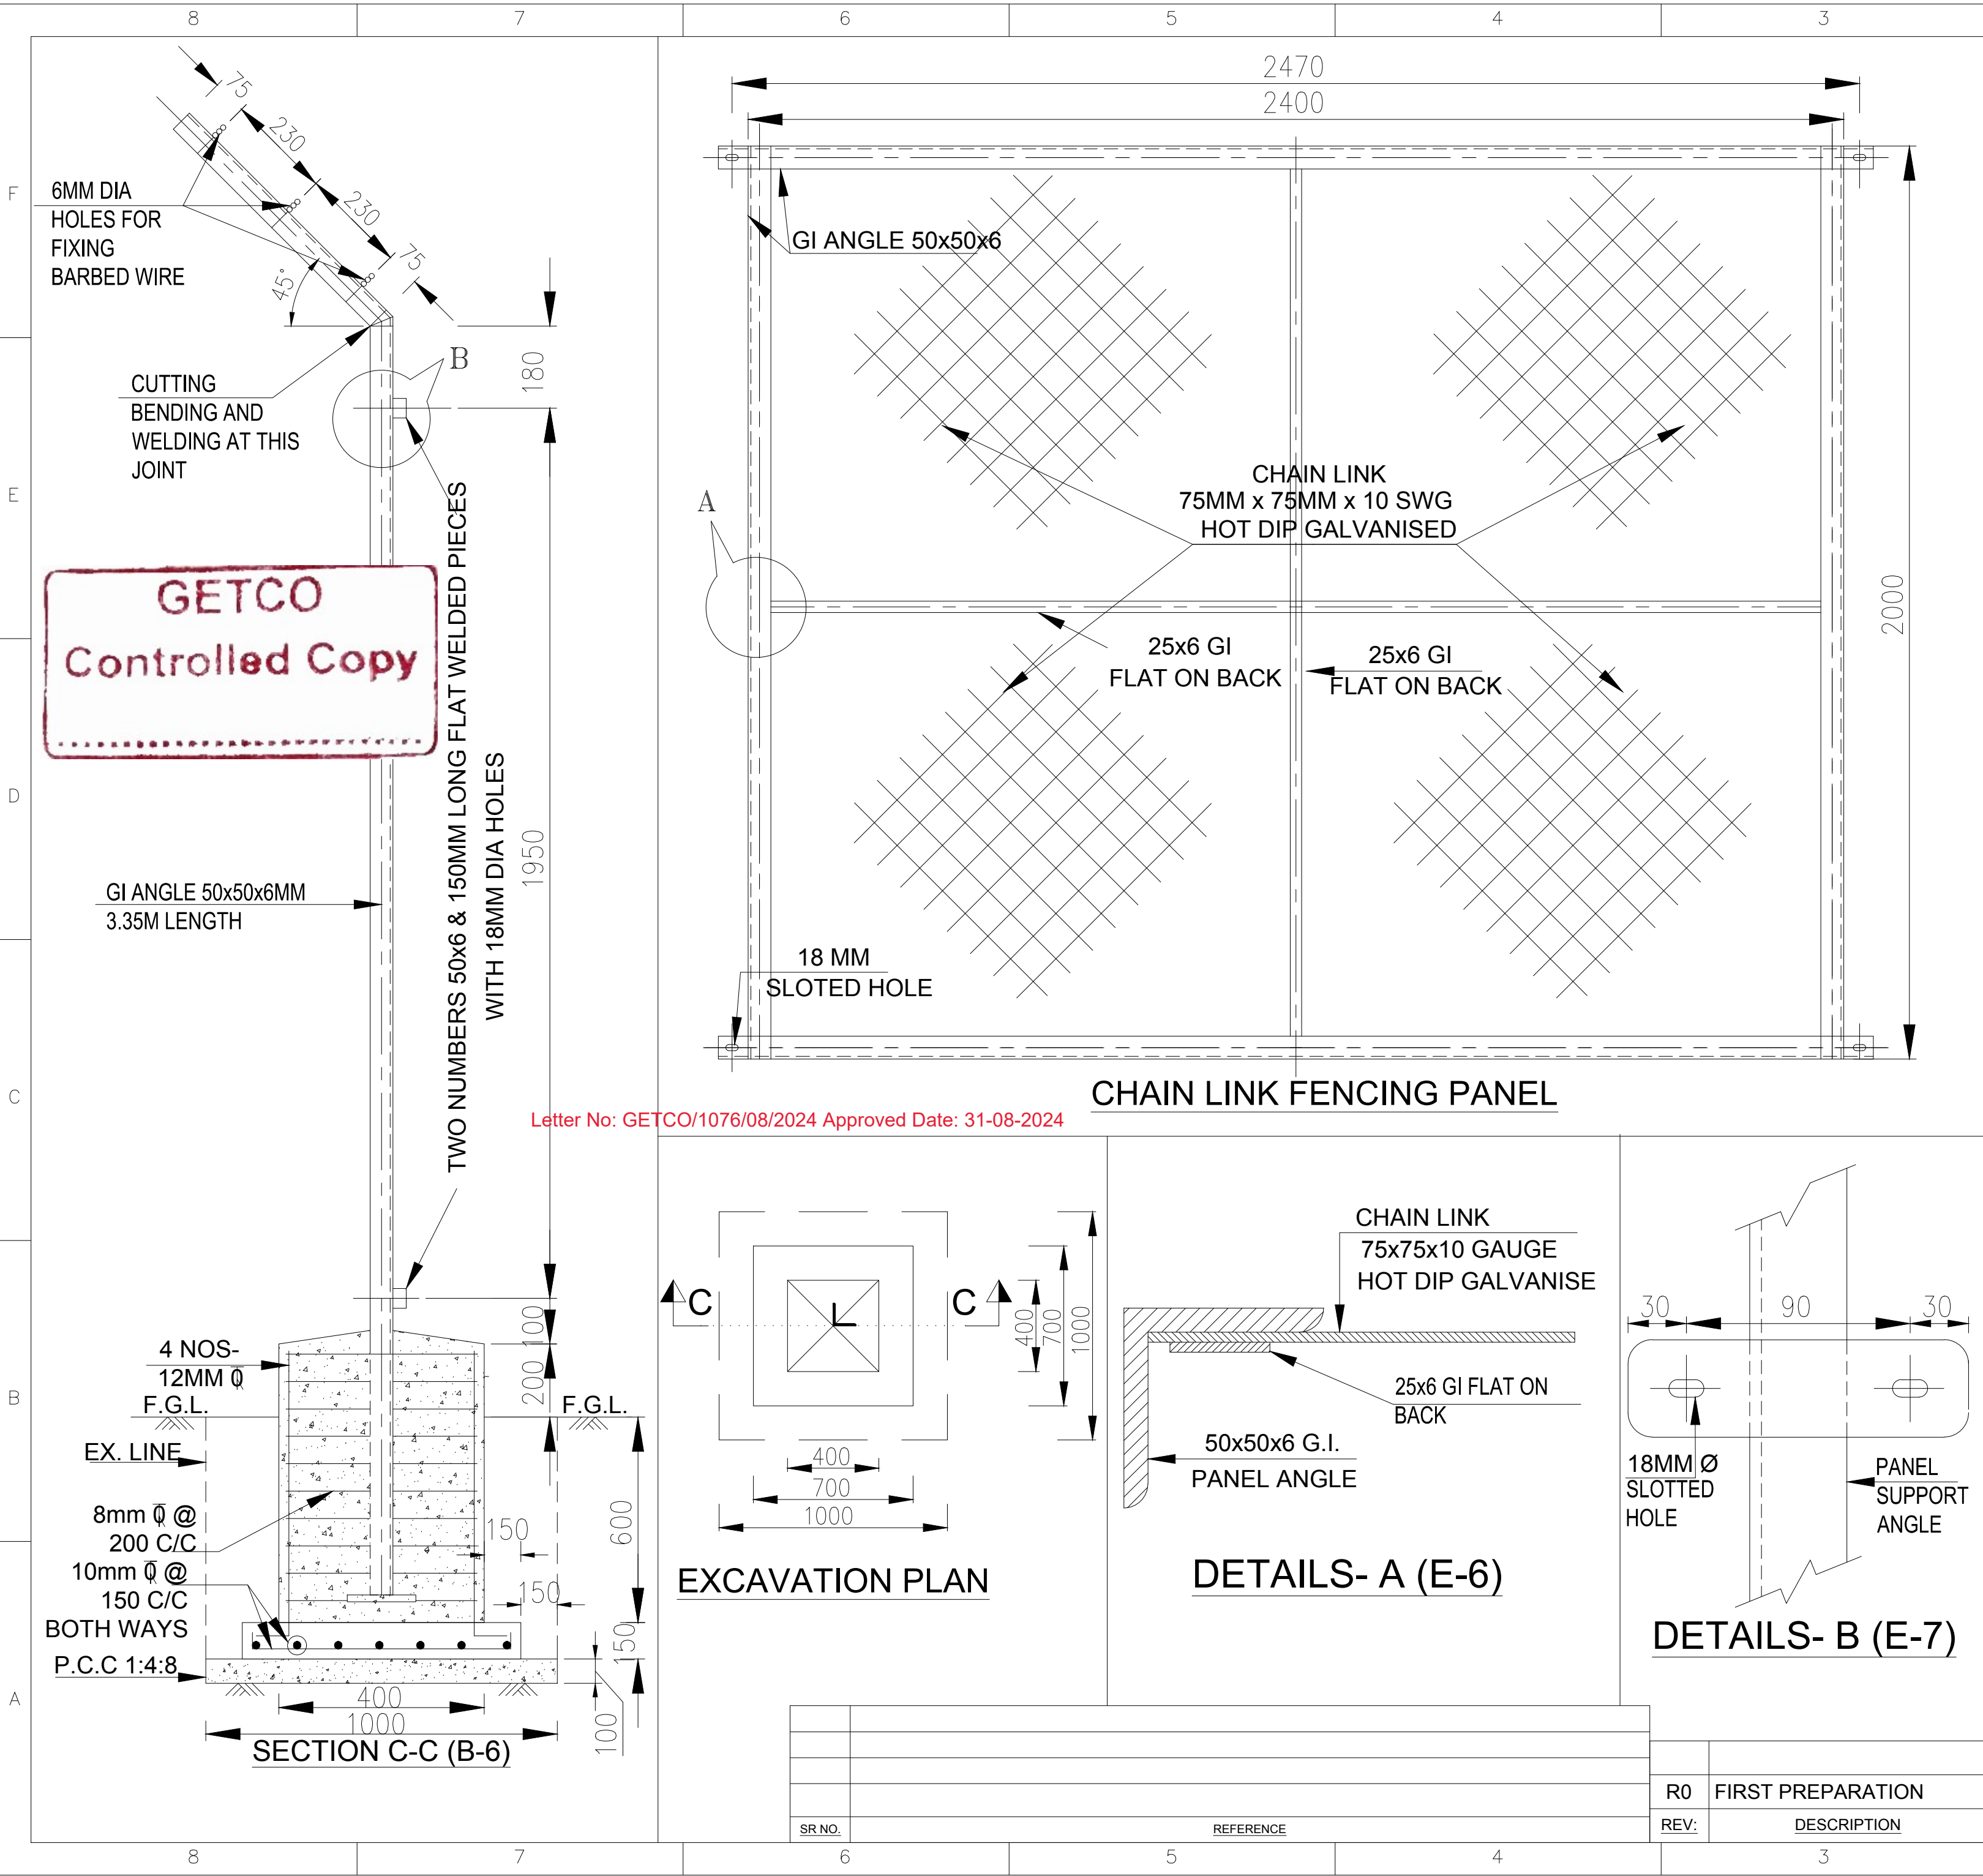 8
7
6
5
4
3
F
E
D
C
B
A
75
230
230
75
6MM DIA
HOLES FOR
FIXING
BARBED WIRE
45°
B
180
CUTTING
BENDING AND
WELDING AT THIS
JOINT
GETCO
Controlled Copy
TWO NUMBERS 50x6 & 150MM LONG FLAT WELDED PIECES
WITH 18MM DIA HOLES
1950
GI ANGLE 50x50x6MM
3.35M LENGTH
4 NOS-
12MM
F.G.L.
F.G.L.
100
200
EX. LINE
8mm @
200 C/C
10mm @
150 C/C
BOTH WAYS
P.C.C 1:4:8
150
150
600
150
100
400
1000
SECTION C-C (B-6)
2470
2400
GI ANGLE 50x50x6
CHAIN LINK
75MM x 75MM x 10 SWG
HOT DIP GALVANISED
A
2000
25x6 GI
FLAT ON BACK
25x6 GI
FLAT ON BACK
18 MM
SLOTED HOLE
CHAIN LINK FENCING PANEL
Letter No: GETCO/1076/08/2024 Approved Date: 31-08-2024
C
C
400
700
1000
400
700
1000
EXCAVATION PLAN
CHAIN LINK
75x75x10 GAUGE
HOT DIP GALVANISE
25x6 GI FLAT ON
BACK
50x50x6 G.I.
PANEL ANGLE
DETAILS- A (E-6)
30
90
30
18MM Ø
SLOTTED
HOLE
PANEL
SUPPORT
ANGLE
DETAILS- B (E-7)
R0 FIRST PREPARATION
SR NO. REFERENCE REV: DESCRIPTION
8
7
6
5
4
3